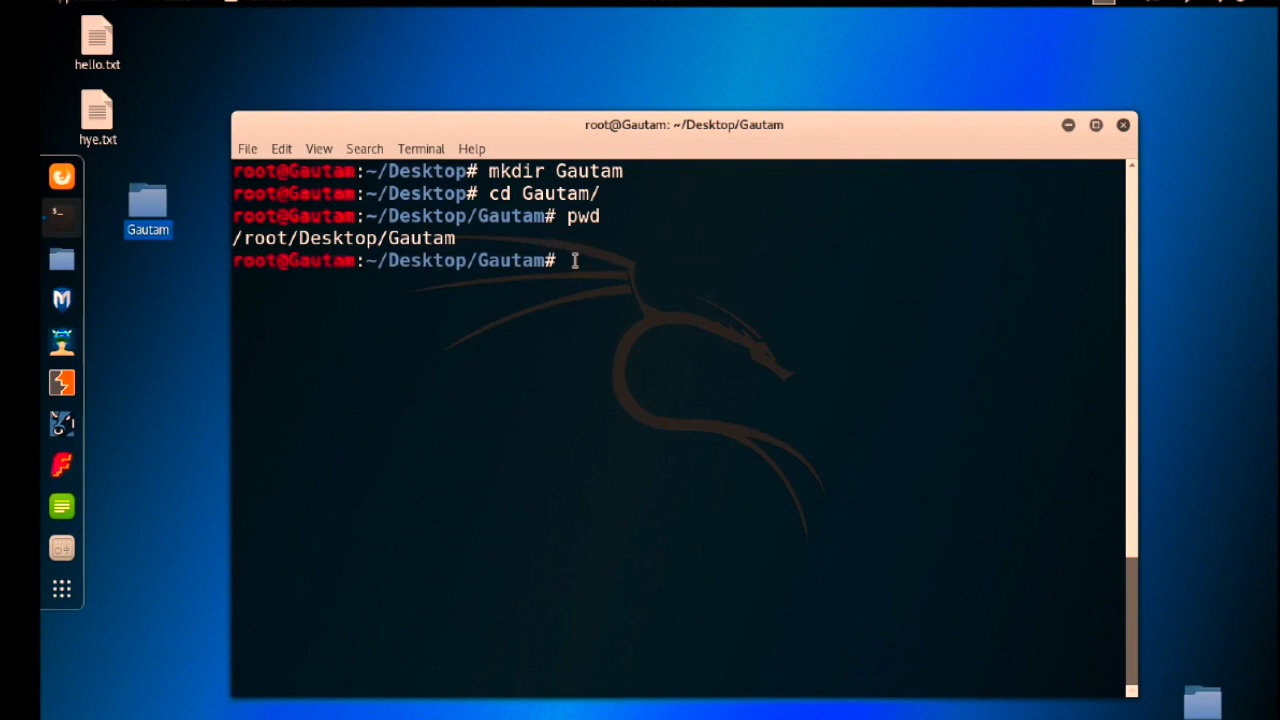 hello.txt
hye.txt
Gautam
root@Gautam: ~/Desktop/Gautam
File Edit View Search Terminal Help
root@Gautam:~/Desktop# mkdir Gautam
root@Gautam:~/Desktop# cd Gautam/
root@Gautam:~/Desktop/Gautam# pwd
/root/Desktop/Gautam
root@Gautam:~/Desktop/Gautam#